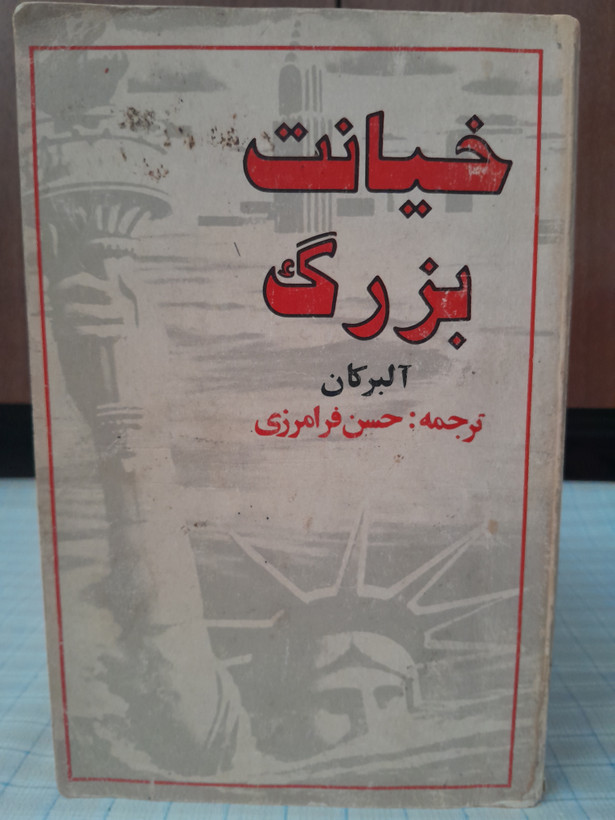 خیانت
بزرگ
آلبرکان
ترجمه: حسن فرامرزی